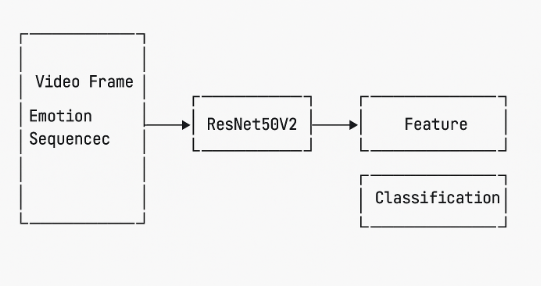 Video Frame
Emotion
Sequencec
ResNet50V2
Feature
Classification